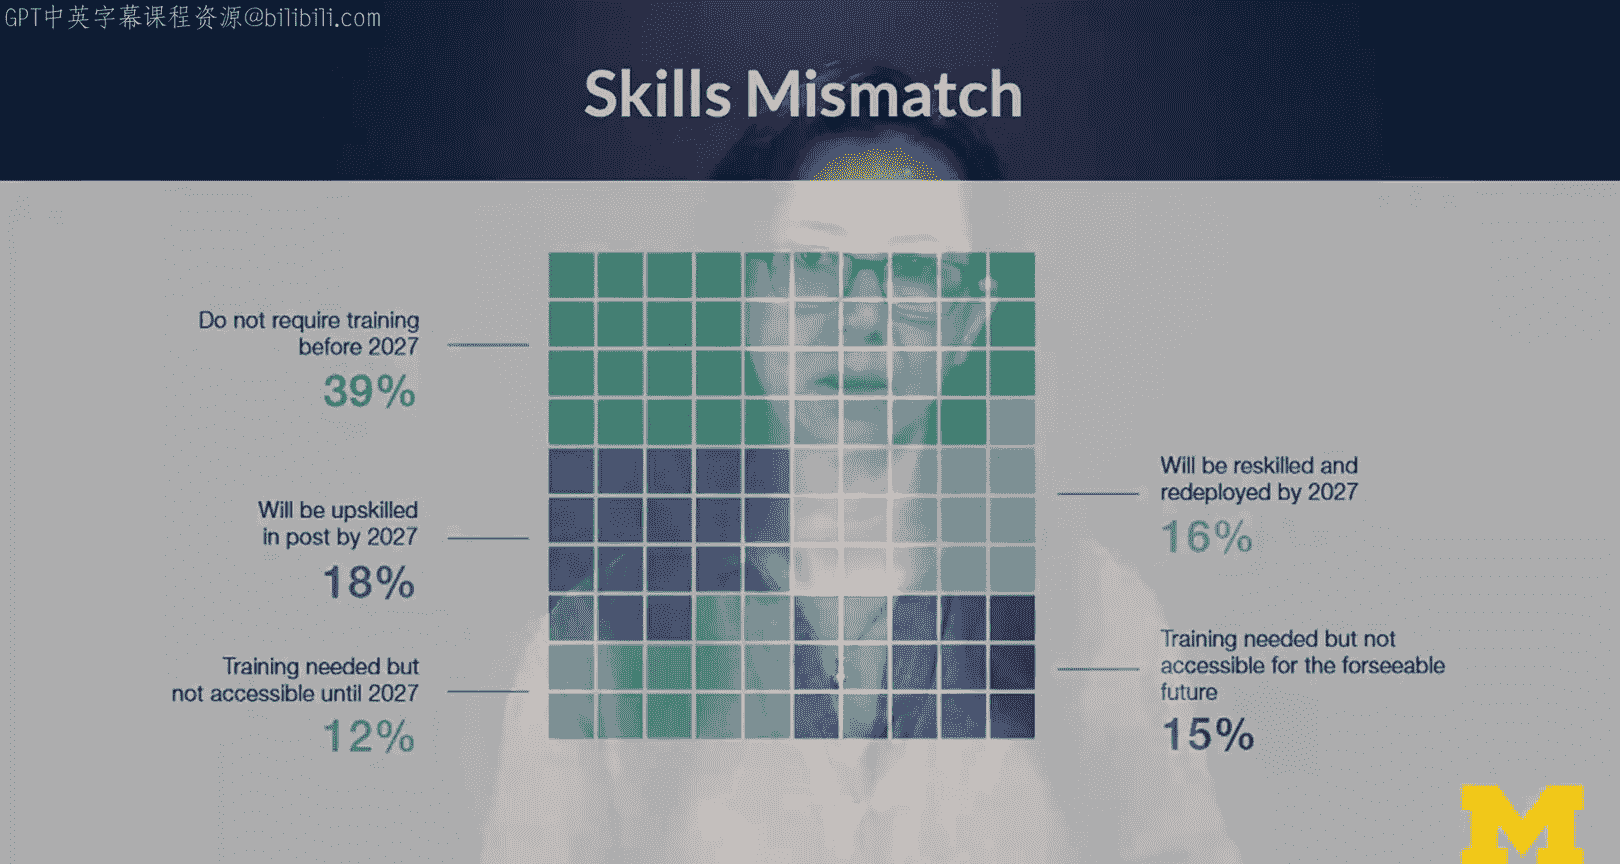 GPT中英字幕课程资源@bilibili.com
Skills Mismatch
Do not require training
before 2027
39%
Will be upskilled
in post by 2027
18%
Training needed but
not accessible until 2027
12%
Will be reskilled and
redeployed by 2027
16%
Training needed but not
accessible for the forseeable
future
15%
M